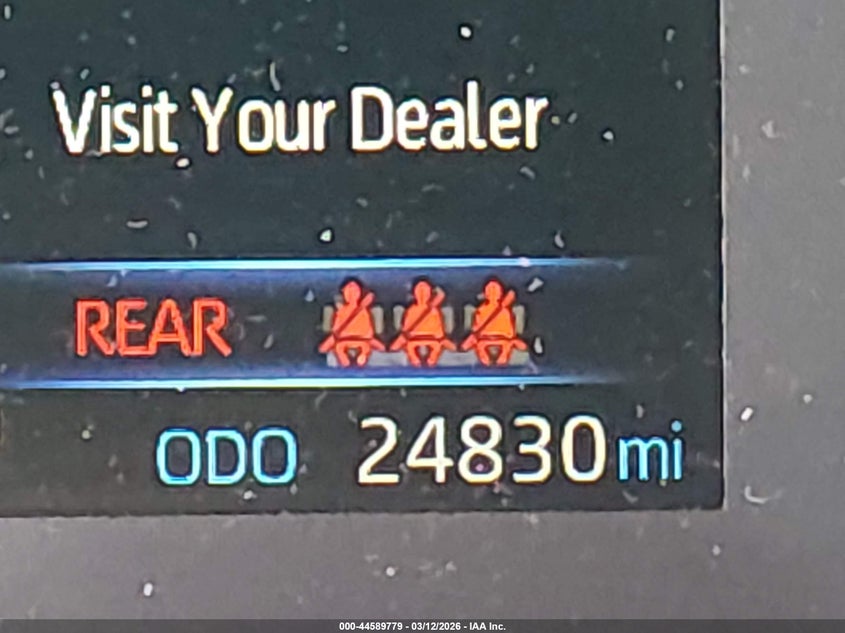 Visit Your Dealer
REAR
ODO 24830 mi
000-44589779 - 03/12/2026 - IAA Inc.